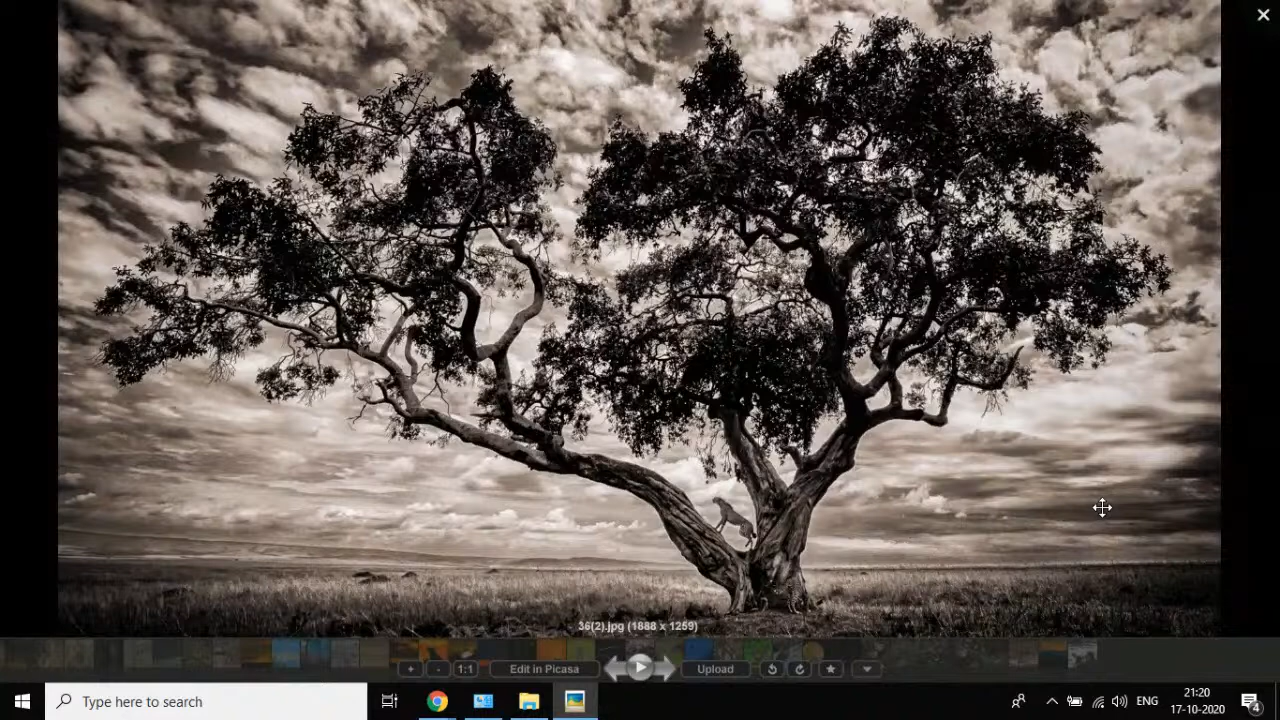 36(2).jpg (1888 x 1259)
+ - 1:1 Edit in Picasa Upload
Type here to search
ENG
21:20
17-10-2020
4